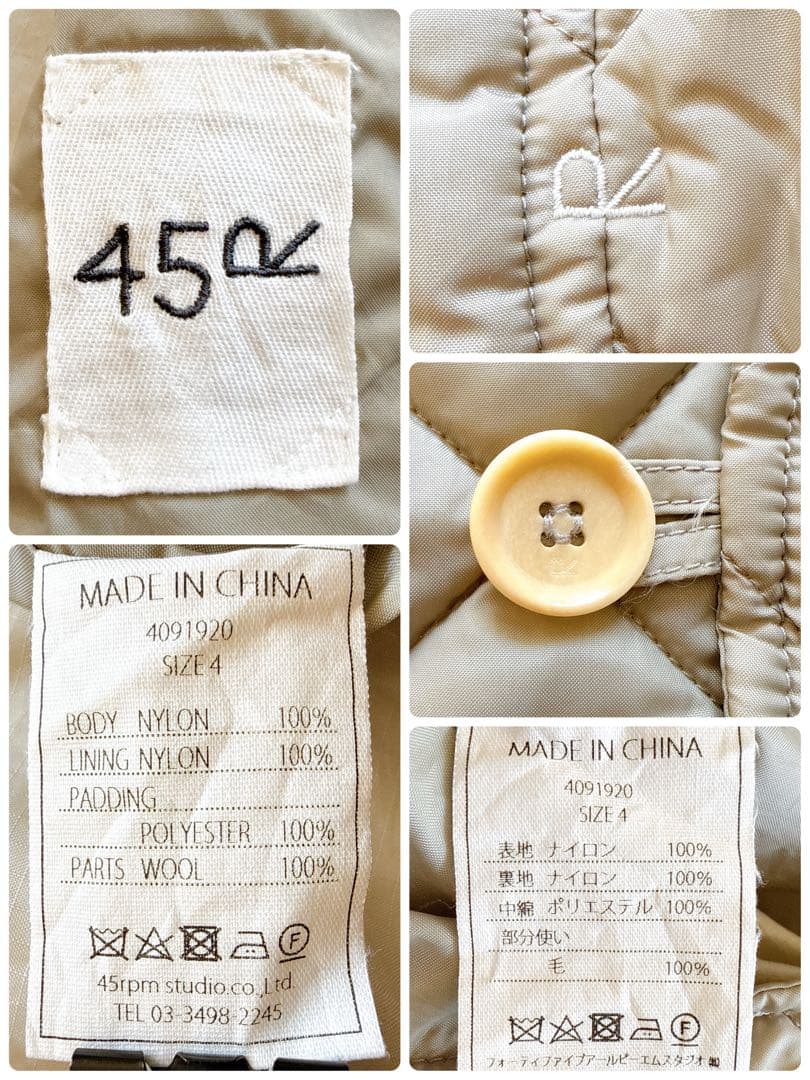 45R
R
R
MADE IN CHINA
4091920
SIZE 4
BODY NYLON 100%
LINING NYLON 100%
PADDING
POLYESTER 100%
PARTS WOOL 100%
F
45rpm studio.co.,Ltd.
TEL 03-3498-2245
MADE IN CHINA
4091920
SIZE 4
表地 ナイロン 100%
裏地 ナイロン 100%
中綿 ポリエステル 100%
部分使い
毛 100%
F
フォーティファイブアールピーエムスタジオ㈱